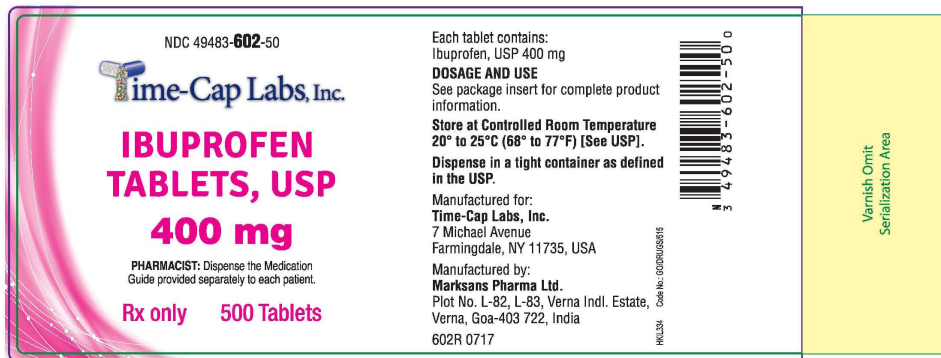 NDC 49483-602-50
Time-Cap Labs, Inc.
IBUPROFEN
TABLETS, USP
400 mg
PHARMACIST: Dispense the Medication
Guide provided separately to each patient.
Rx only 500 Tablets
Each tablet contains:
Ibuprofen, USP 400 mg
DOSAGE AND USE
See package insert for complete product
information.
Store at Controlled Room Temperature
20° to 25°C (68° to 77°F) [See USP].
Dispense in a tight container as defined
in the USP.
Manufactured for:
Time-Cap Labs, Inc.
7 Michael Avenue
Farmingdale, NY 11735, USA
Manufactured by:
Marksans Pharma Ltd.
Plot No. L-82, L-83, Verna Indl. Estate,
Verna, Goa-403 722, India
602R 0717
HKIL334 Code No.: GO/DRUGS/515
N
3 49483-602-50 0
Varnish Omit
Serialization Area